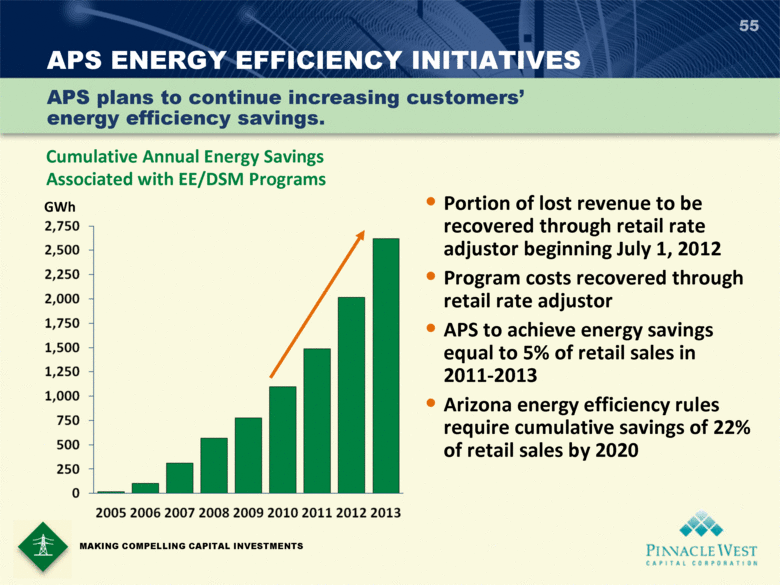 55
APS ENERGY EFFICIENCY INITIATIVES
APS plans to continue increasing customers’
energy efficiency savings.
Cumulative Annual Energy Savings
Associated with EE/DSM Programs
GWh
2,750
2,500
2,250
2,000
1,750
1,500
1,250
1,000
750
500
250
0
2005 2006 2007 2008 2009 2010 2011 2012 2013
• Portion of lost revenue to be
recovered through retail rate
adjustor beginning July 1, 2012
• Program costs recovered through
retail rate adjustor
• APS to achieve energy savings
equal to 5% of retail sales in
2011-2013
• Arizona energy efficiency rules
require cumulative savings of 22%
of retail sales by 2020
MAKING COMPELLING CAPITAL INVESTMENTS
PINNACLE WEST
CAPITAL CORPORATION